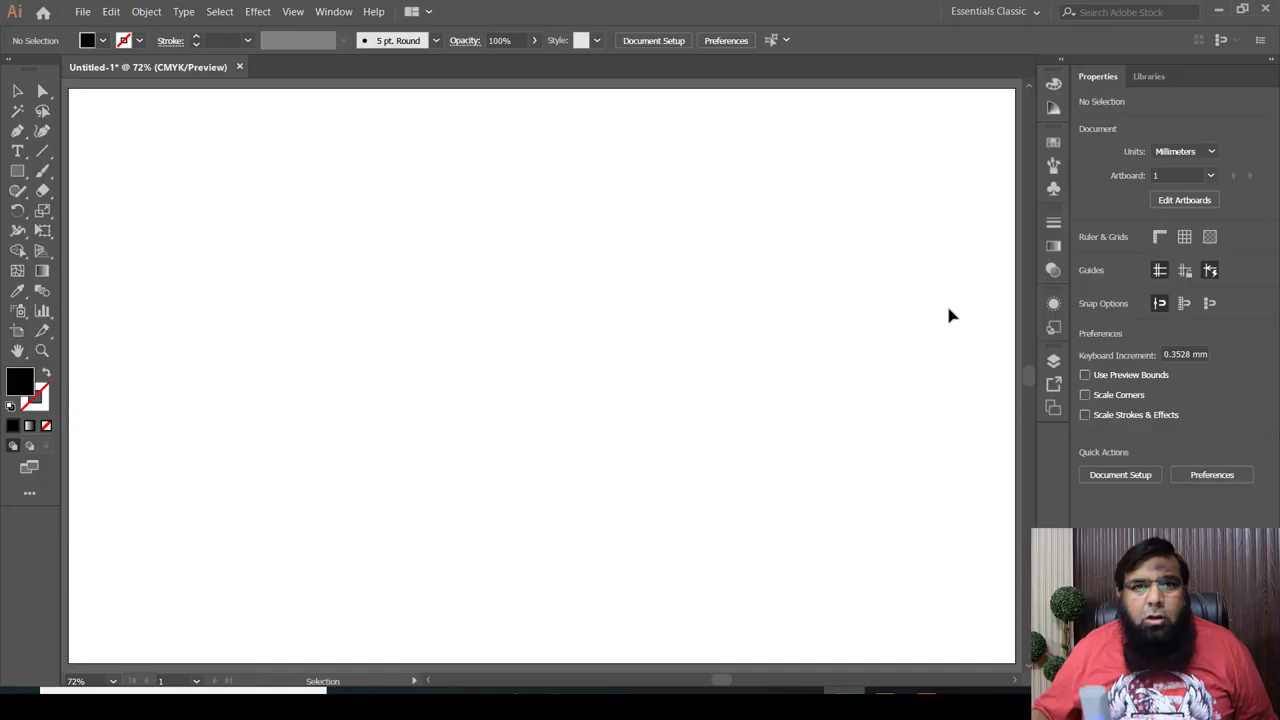 Ai File Edit Object Type Select Effect View Window Help Essentials Classic Search Adobe Stock
No Selection Stroke: 5 pt. Round Opacity: 100% Style: Document Setup Preferences
Untitled-1* @ 72% (CMYK/Preview)
Properties Libraries
No Selection
Document
Units: Millimeters
Artboard: 1
Edit Artboards
Ruler & Grids
Guides
Snap Options
Preferences
Keyboard Increment: 0.3528 mm
Use Preview Bounds
Scale Corners
Scale Strokes & Effects
Quick Actions
Document Setup Preferences
72% 1 Selection